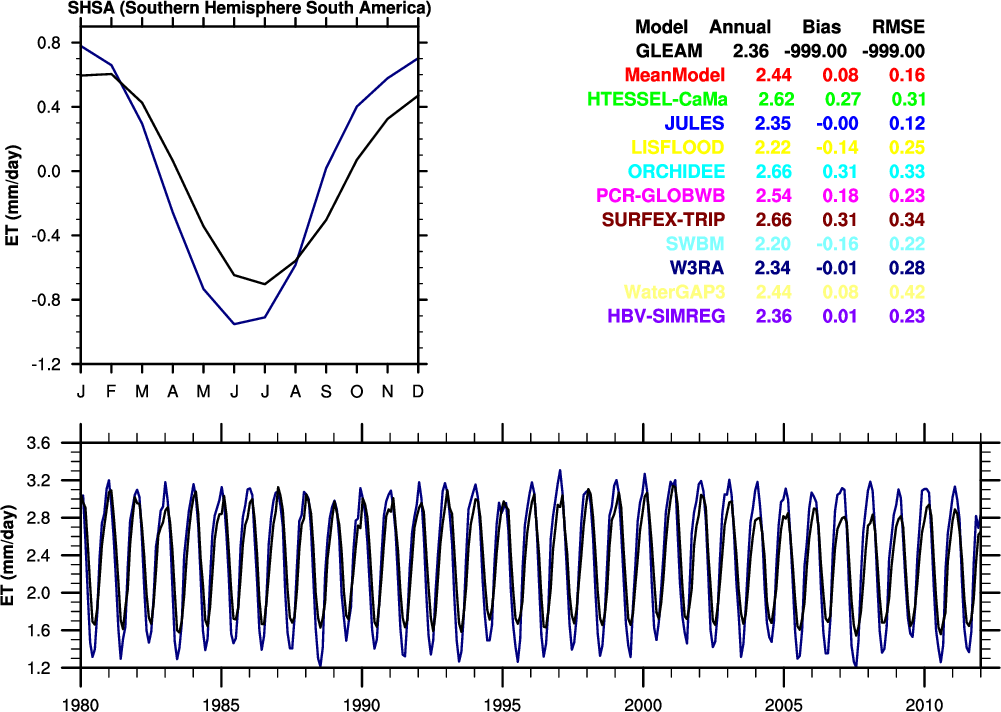 SHSA (Southern Hemisphere South America)
0.8
0.4
0.0
-0.4
-0.8
-1.2
ET (mm/day)
J F M A M J J A S O N D
Model Annual Bias RMSE
GLEAM 2.36 -999.00 -999.00
MeanModel 2.44 0.08 0.16
HTESSEL-CaMa 2.62 0.27 0.31
JULES 2.35 -0.00 0.12
LISFLOOD 2.22 -0.14 0.25
ORCHIDEE 2.66 0.31 0.33
PCR-GLOBWB 2.54 0.18 0.23
SURFEX-TRIP 2.66 0.31 0.34
SWBM 2.20 -0.16 0.22
W3RA 2.34 -0.01 0.28
WaterGAP3 2.44 0.08 0.42
HBV-SIMREG 2.36 0.01 0.23
3.6
3.2
2.8
2.4
2.0
1.6
1.2
ET (mm/day)
1980 1985 1990 1995 2000 2005 2010